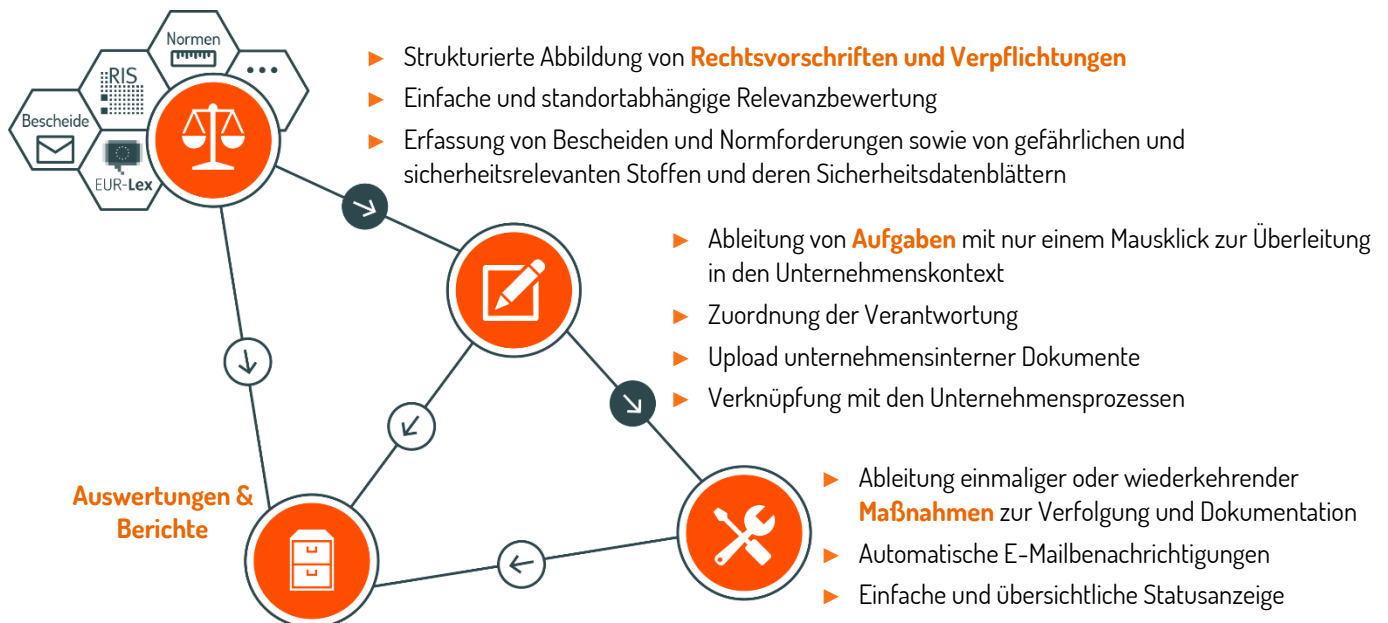 Normen
RIS
...
Bescheide
EUR-Lex
► Strukturierte Abbildung von Rechtsvorschriften und Verpflichtungen
► Einfache und standortabhängige Relevanzbewertung
► Erfassung von Bescheiden und Normforderungen sowie von gefährlichen und
sicherheitsrelevanten Stoffen und deren Sicherheitsdatenblättern
► Ableitung von Aufgaben mit nur einem Mausklick zur Überleitung
in den Unternehmenskontext
► Zuordnung der Verantwortung
► Upload unternehmensinterner Dokumente
► Verknüpfung mit den Unternehmensprozessen
Auswertungen &
Berichte
► Ableitung einmaliger oder wiederkehrender
Maßnahmen zur Verfolgung und Dokumentation
► Automatische E-Mailbenachrichtigungen
► Einfache und übersichtliche Statusanzeige